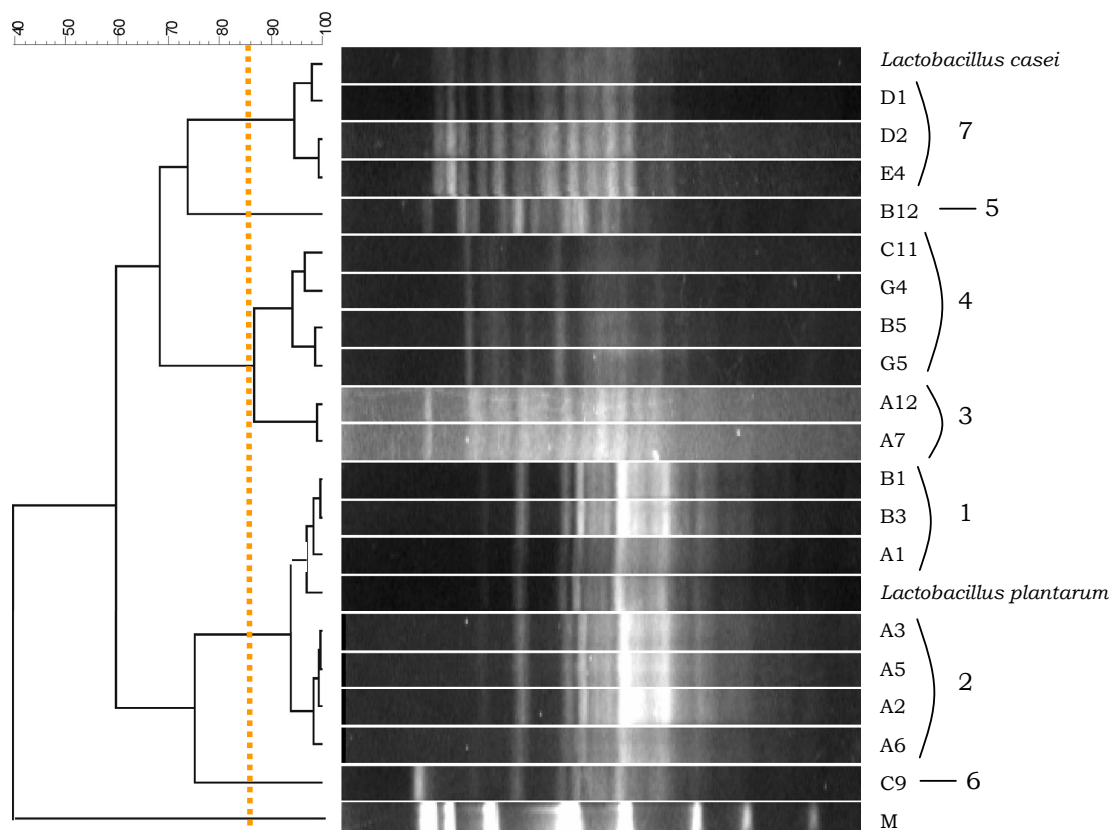 40 50 60 70 80 90 100
Lactobacillus casei
D1
D2
7
E4
B12
5
C11
G4
4
B5
G5
A12
3
A7
B1
B3
1
A1
Lactobacillus plantarum
A3
A5
2
A2
A6
C9
6
M